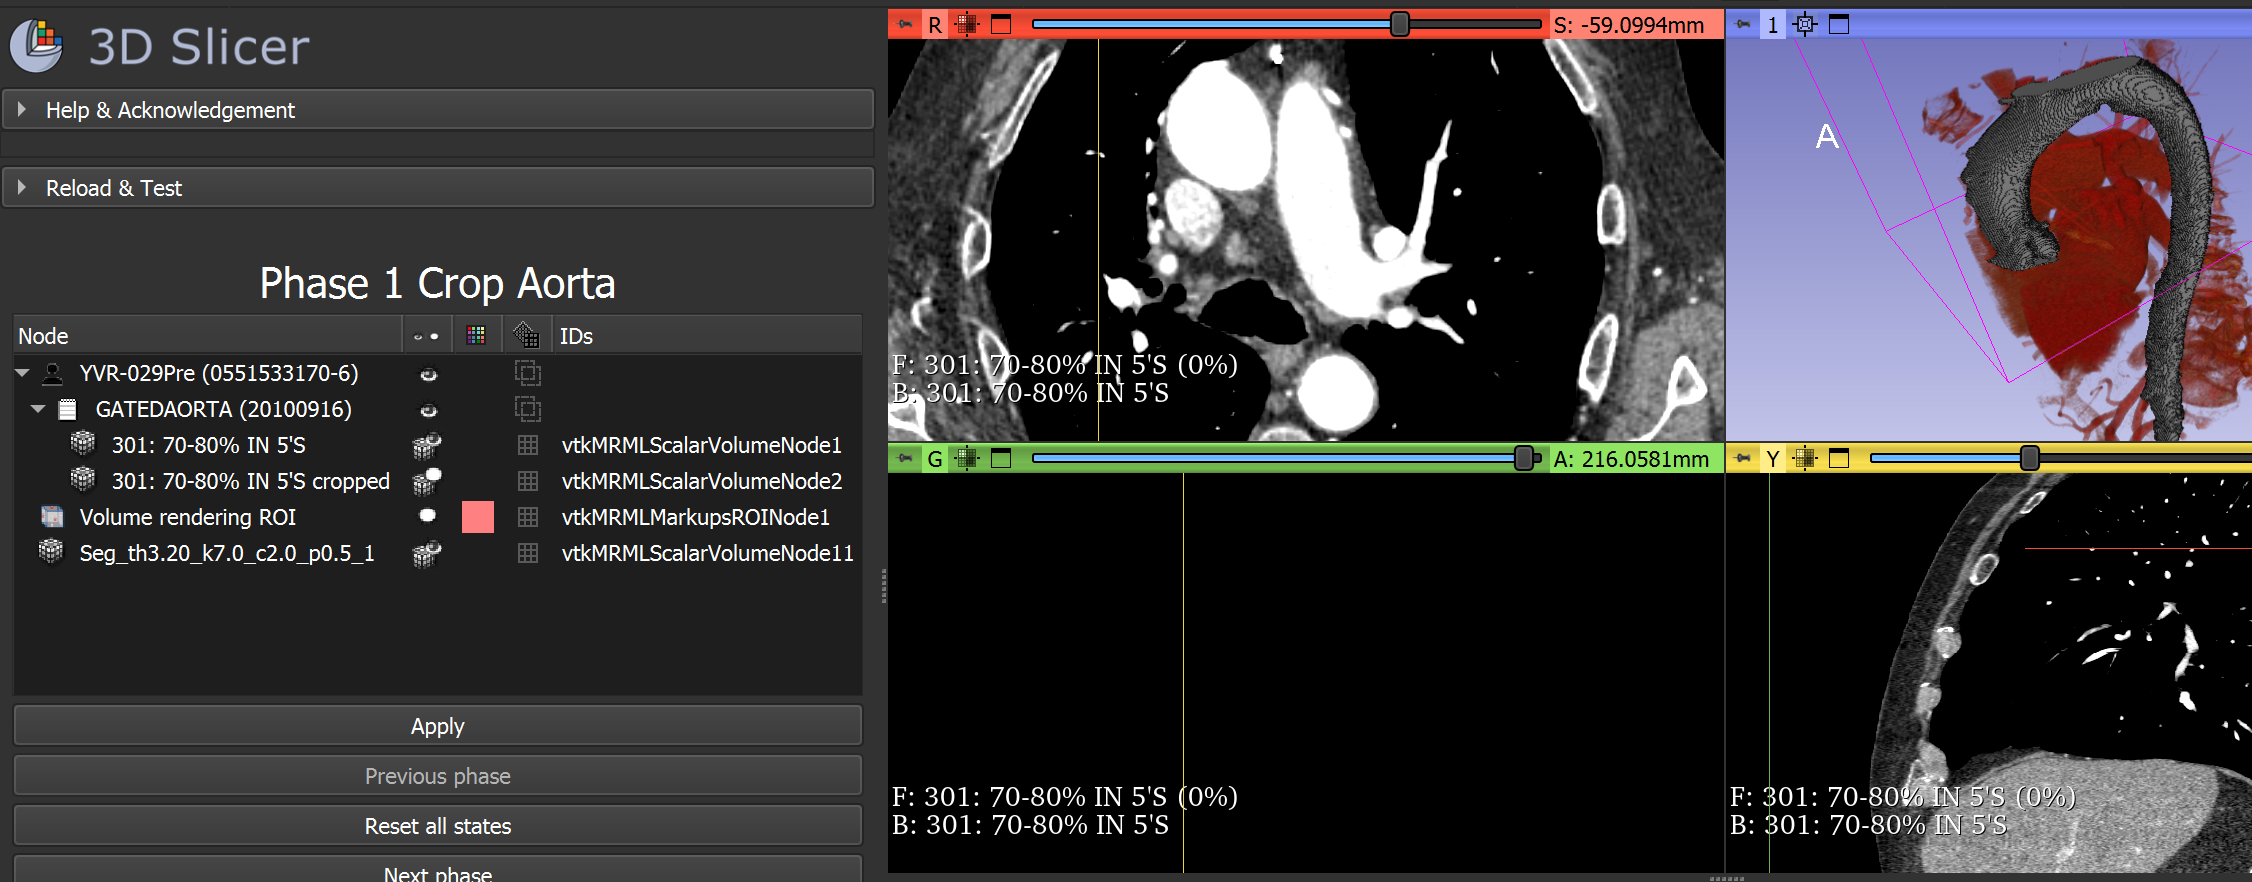 3D Slicer
Help & Acknowledgement
Reload & Test
Phase 1 Crop Aorta
Node IDs
YVR-029Pre (0551533170-6)
GATEDAORTA (20100916)
301: 70-80% IN 5'S vtkMRMLScalarVolumeNode1
301: 70-80% IN 5'S cropped vtkMRMLScalarVolumeNode2
Volume rendering ROI vtkMRMLMarkupsROINode1
Seg_th3.20_k7.0_c2.0_p0.5_1 vtkMRMLScalarVolumeNode11
Apply
Previous phase
Reset all states
Next phase
R S: -59.0994mm
F: 301: 70-80% IN 5'S (0%)
B: 301: 70-80% IN 5'S
1
A
G A: 216.0581mm
F: 301: 70-80% IN 5'S (0%)
B: 301: 70-80% IN 5'S
Y
F: 301: 70-80% IN 5'S (0%)
B: 301: 70-80% IN 5'S